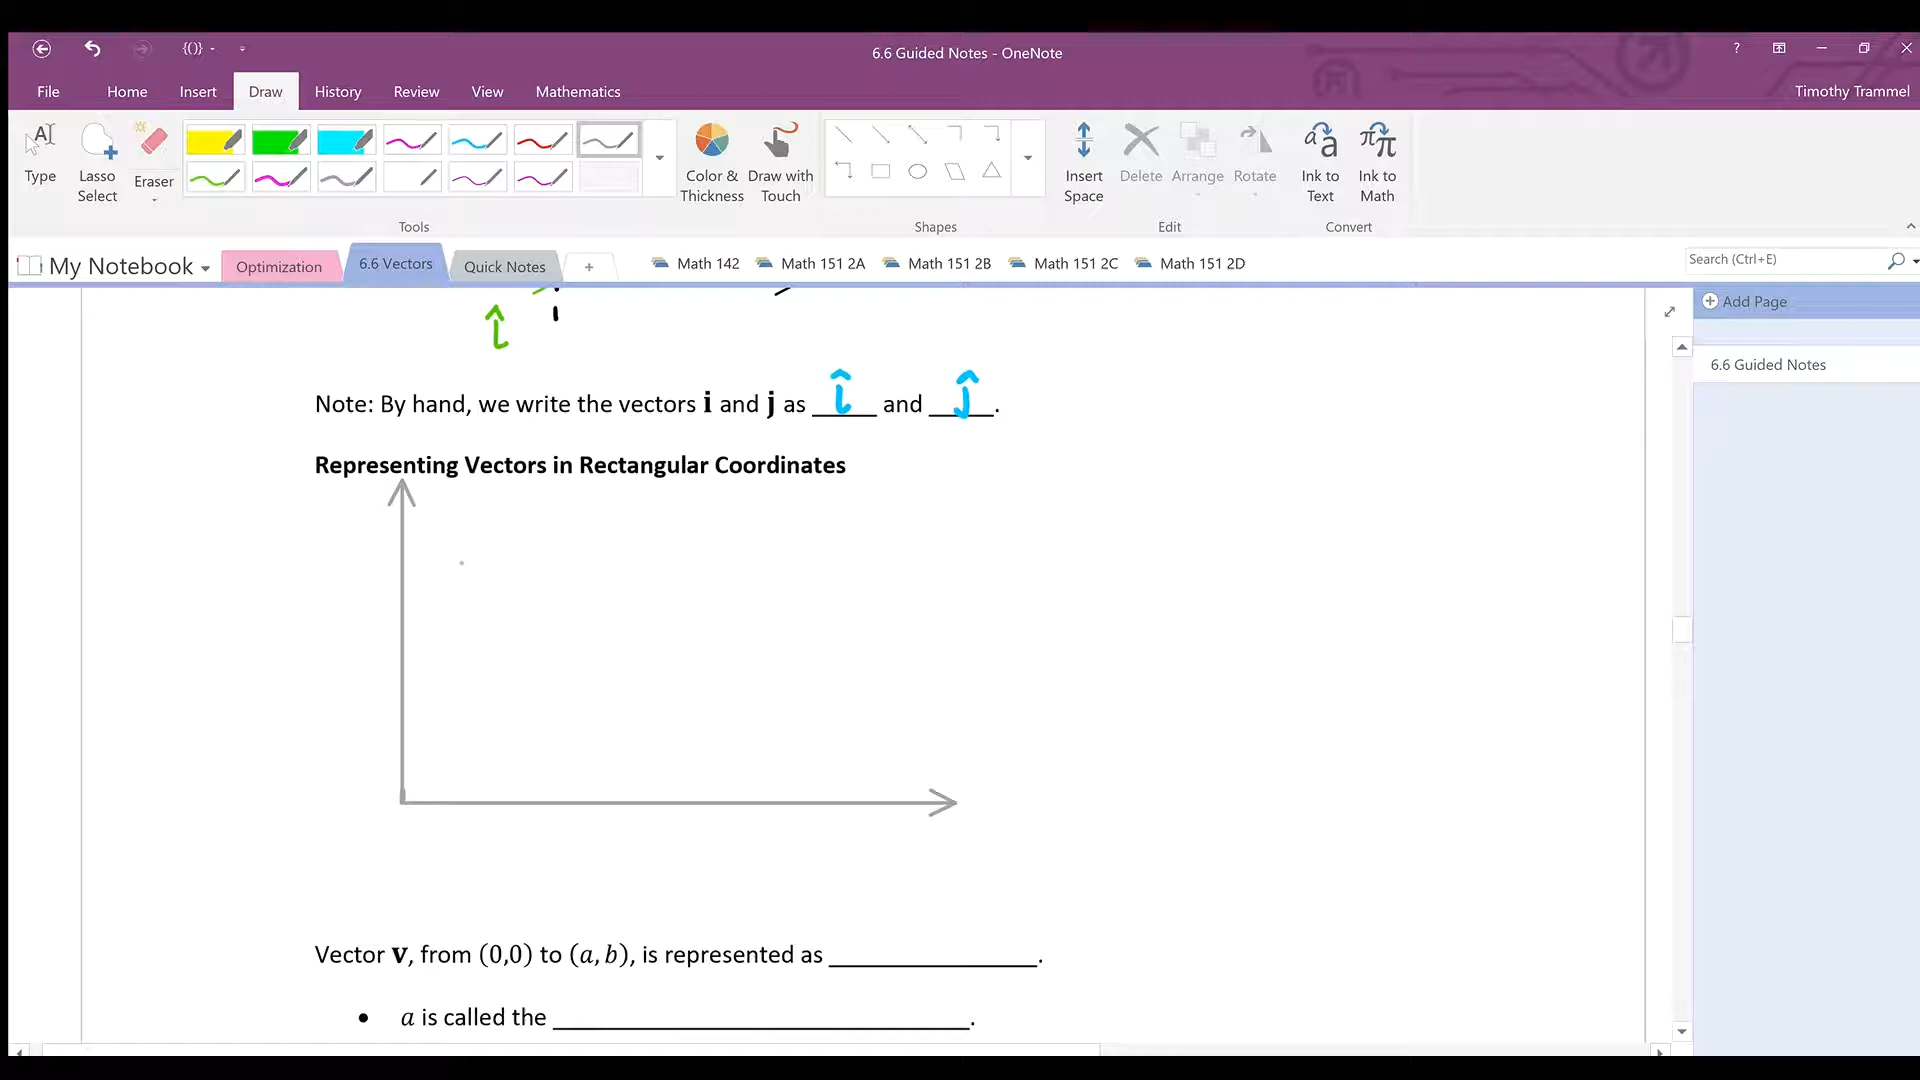 6.6 Guided Notes - OneNote
File Home Insert Draw History Review View Mathematics
Timothy Trammel
Type
Lasso Select
Eraser
Color & Thickness
Draw with Touch
Insert Space
Delete
Arrange
Rotate
Ink to Text
Ink to Math
Tools Shapes Edit Convert
My Notebook Optimization 6.6 Vectors Quick Notes + Math 142 Math 151 2A Math 151 2B Math 151 2C Math 151 2D
Search (Ctrl+E)
Add Page
6.6 Guided Notes
î
Note: By hand, we write the vectors i and j as î and ĵ.
Representing Vectors in Rectangular Coordinates
Vector v, from (0,0) to (a, b), is represented as ________________.
• a is called the ________________________________.